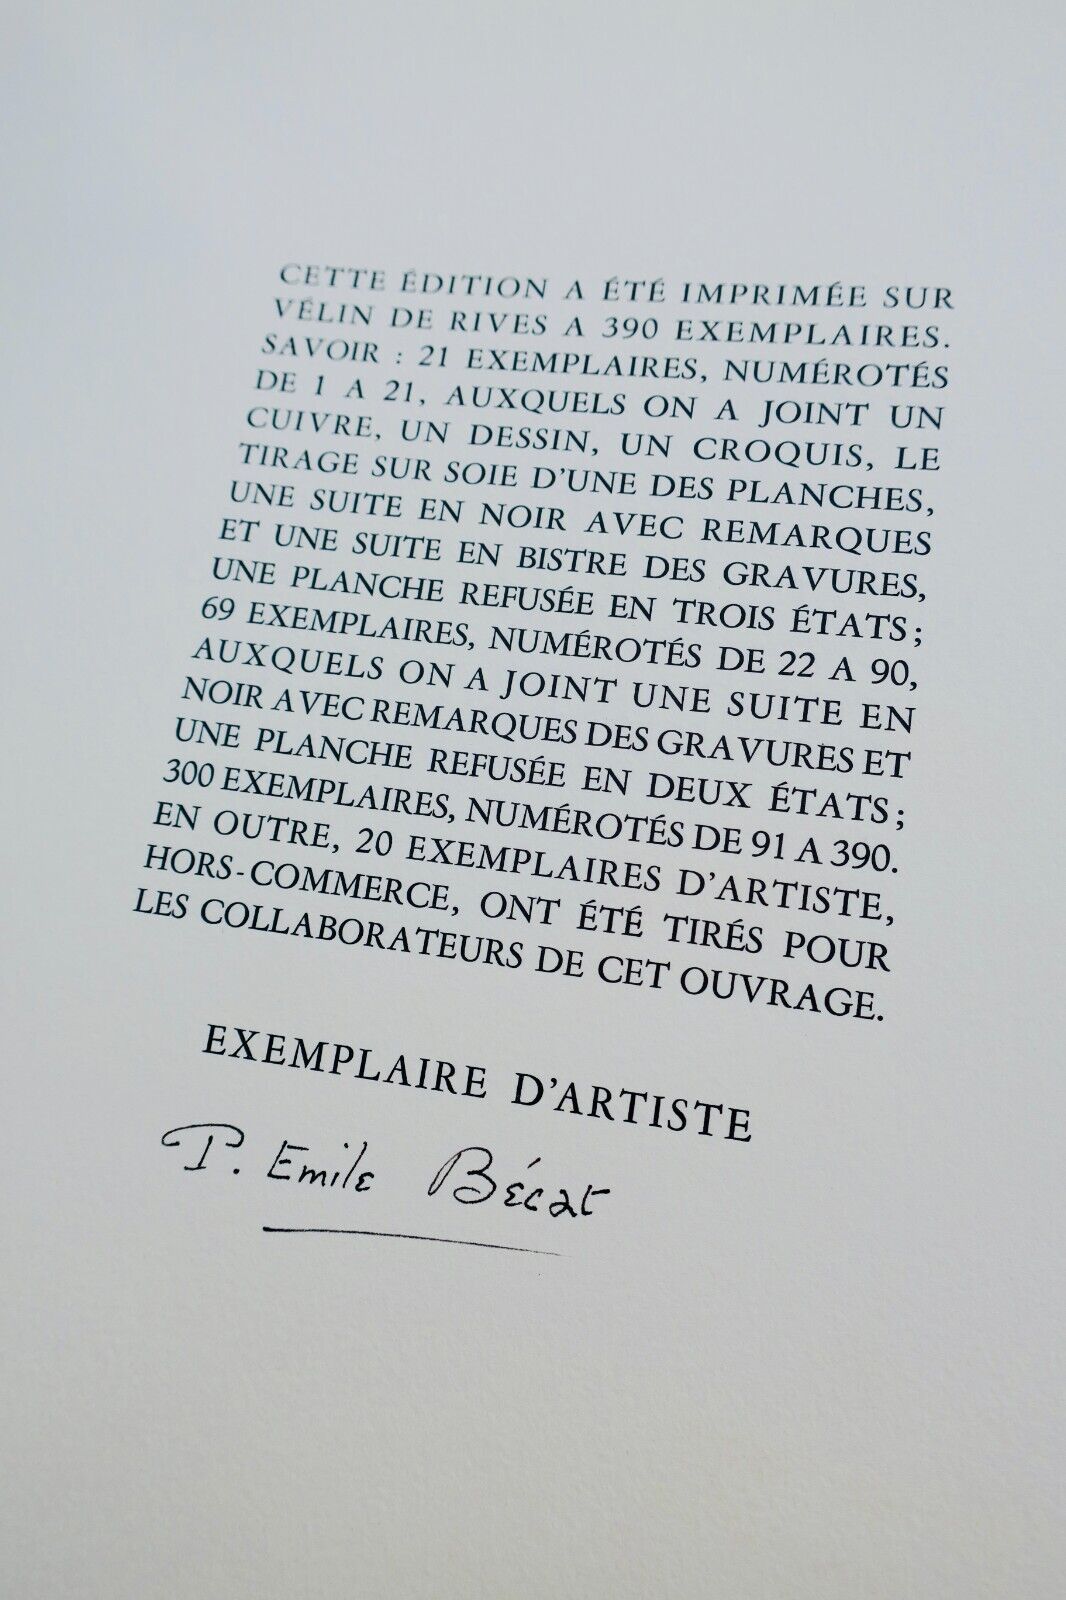 CETTE ÉDITION A ÉTÉ IMPRIMÉE SUR
VÉLIN DE RIVES A 390 EXEMPLAIRES.
SAVOIR : 21 EXEMPLAIRES, NUMÉROTÉS
DE 1 A 21, AUXQUELS ON A JOINT UN
CUIVRE, UN DESSIN, UN CROQUIS, LE
TIRAGE SUR SOIE D'UNE DES PLANCHES,
UNE SUITE EN NOIR AVEC REMARQUES
ET UNE SUITE EN BISTRE DES GRAVURES,
UNE PLANCHE REFUSÉE EN TROIS ÉTATS ;
69 EXEMPLAIRES, NUMÉROTÉS DE 22 A 90,
AUXQUELS ON A JOINT UNE SUITE EN
NOIR AVEC REMARQUES DES GRAVURES ET
UNE PLANCHE REFUSÉE EN DEUX ÉTATS ;
300 EXEMPLAIRES, NUMÉROTÉS DE 91 A 390.
EN OUTRE, 20 EXEMPLAIRES D'ARTISTE,
HORS-COMMERCE, ONT ÉTÉ TIRÉS POUR
LES COLLABORATEURS DE CET OUVRAGE.
EXEMPLAIRE D'ARTISTE
P. Emile Bécat